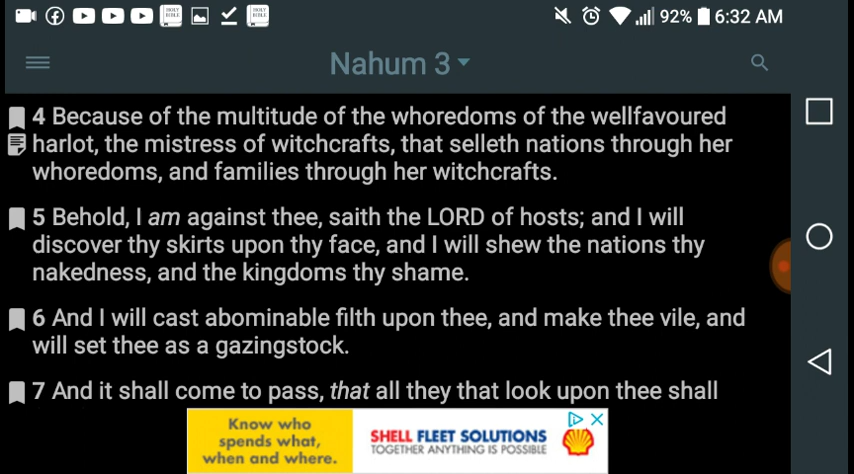 HOLY BIBLE
HOLY BIBLE
92% 6:32 AM
Nahum 3
4 Because of the multitude of the whoredoms of the wellfavoured
harlot, the mistress of witchcrafts, that selleth nations through her
whoredoms, and families through her witchcrafts.
5 Behold, I am against thee, saith the LORD of hosts; and I will
discover thy skirts upon thy face, and I will shew the nations thy
nakedness, and the kingdoms thy shame.
6 And I will cast abominable filth upon thee, and make thee vile, and
will set thee as a gazingstock.
7 And it shall come to pass, that all they that look upon thee shall
Know who
spends what,
when and where.
SHELL FLEET SOLUTIONS
TOGETHER ANYTHING IS POSSIBLE